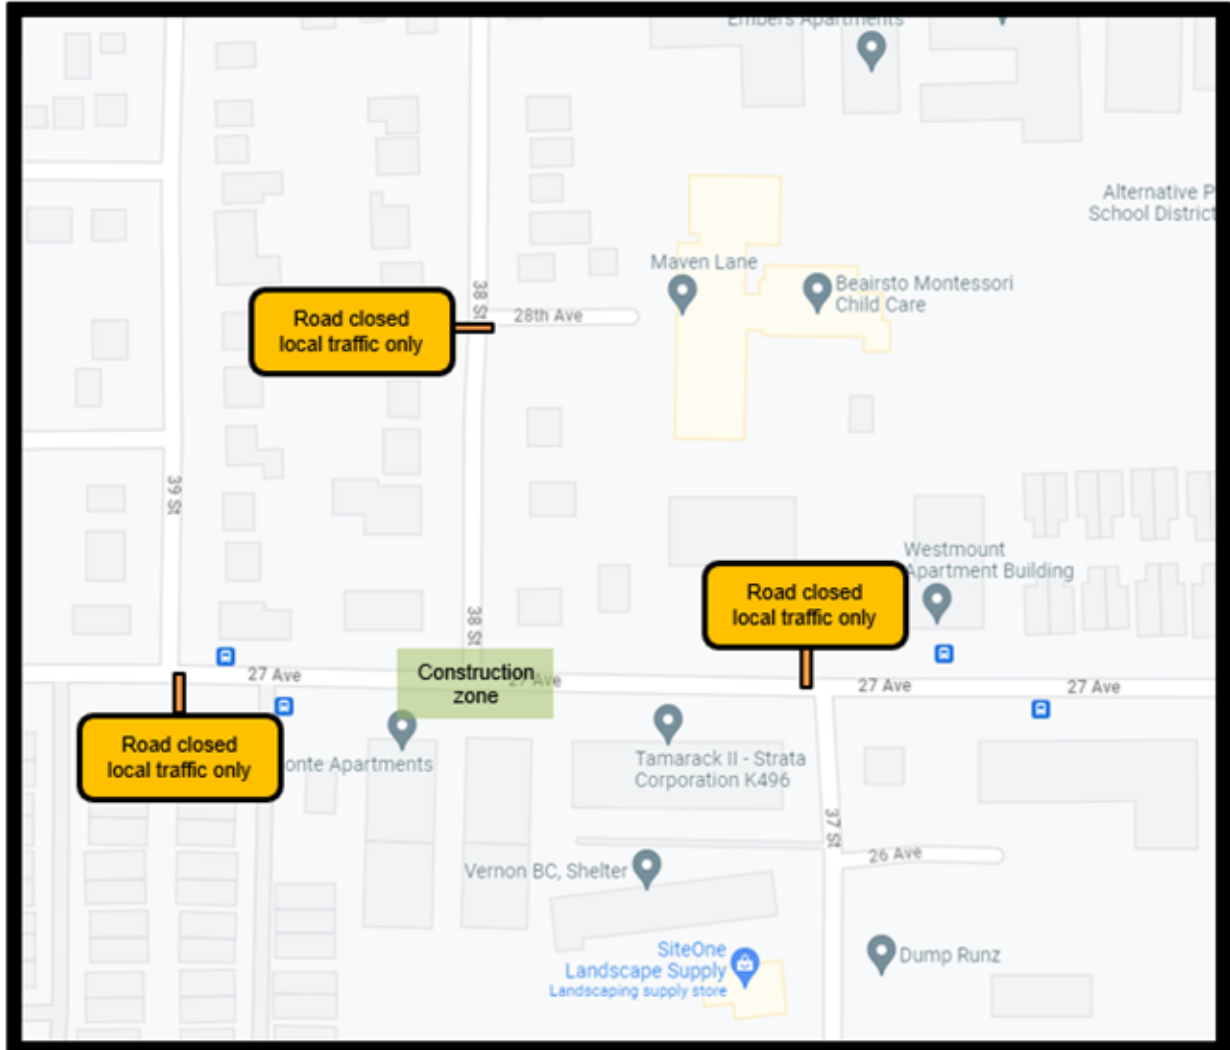 Embers Apartments
Alternative P
School District
38 St
Maven Lane
Beairsto Montessori
Child Care
Road closed
local traffic only
28th Ave
39 St
Westmount
Apartment Building
Road closed
local traffic only
38 St
27 Ave
Construction
zone
27 Ave
27 Ave
27 Ave
Road closed
local traffic only
onte Apartments
Tamarack II - Strata
Corporation K496
37 St
26 Ave
Vernon BC, Shelter
SiteOne
Landscape Supply
Landscaping supply store
Dump Runz